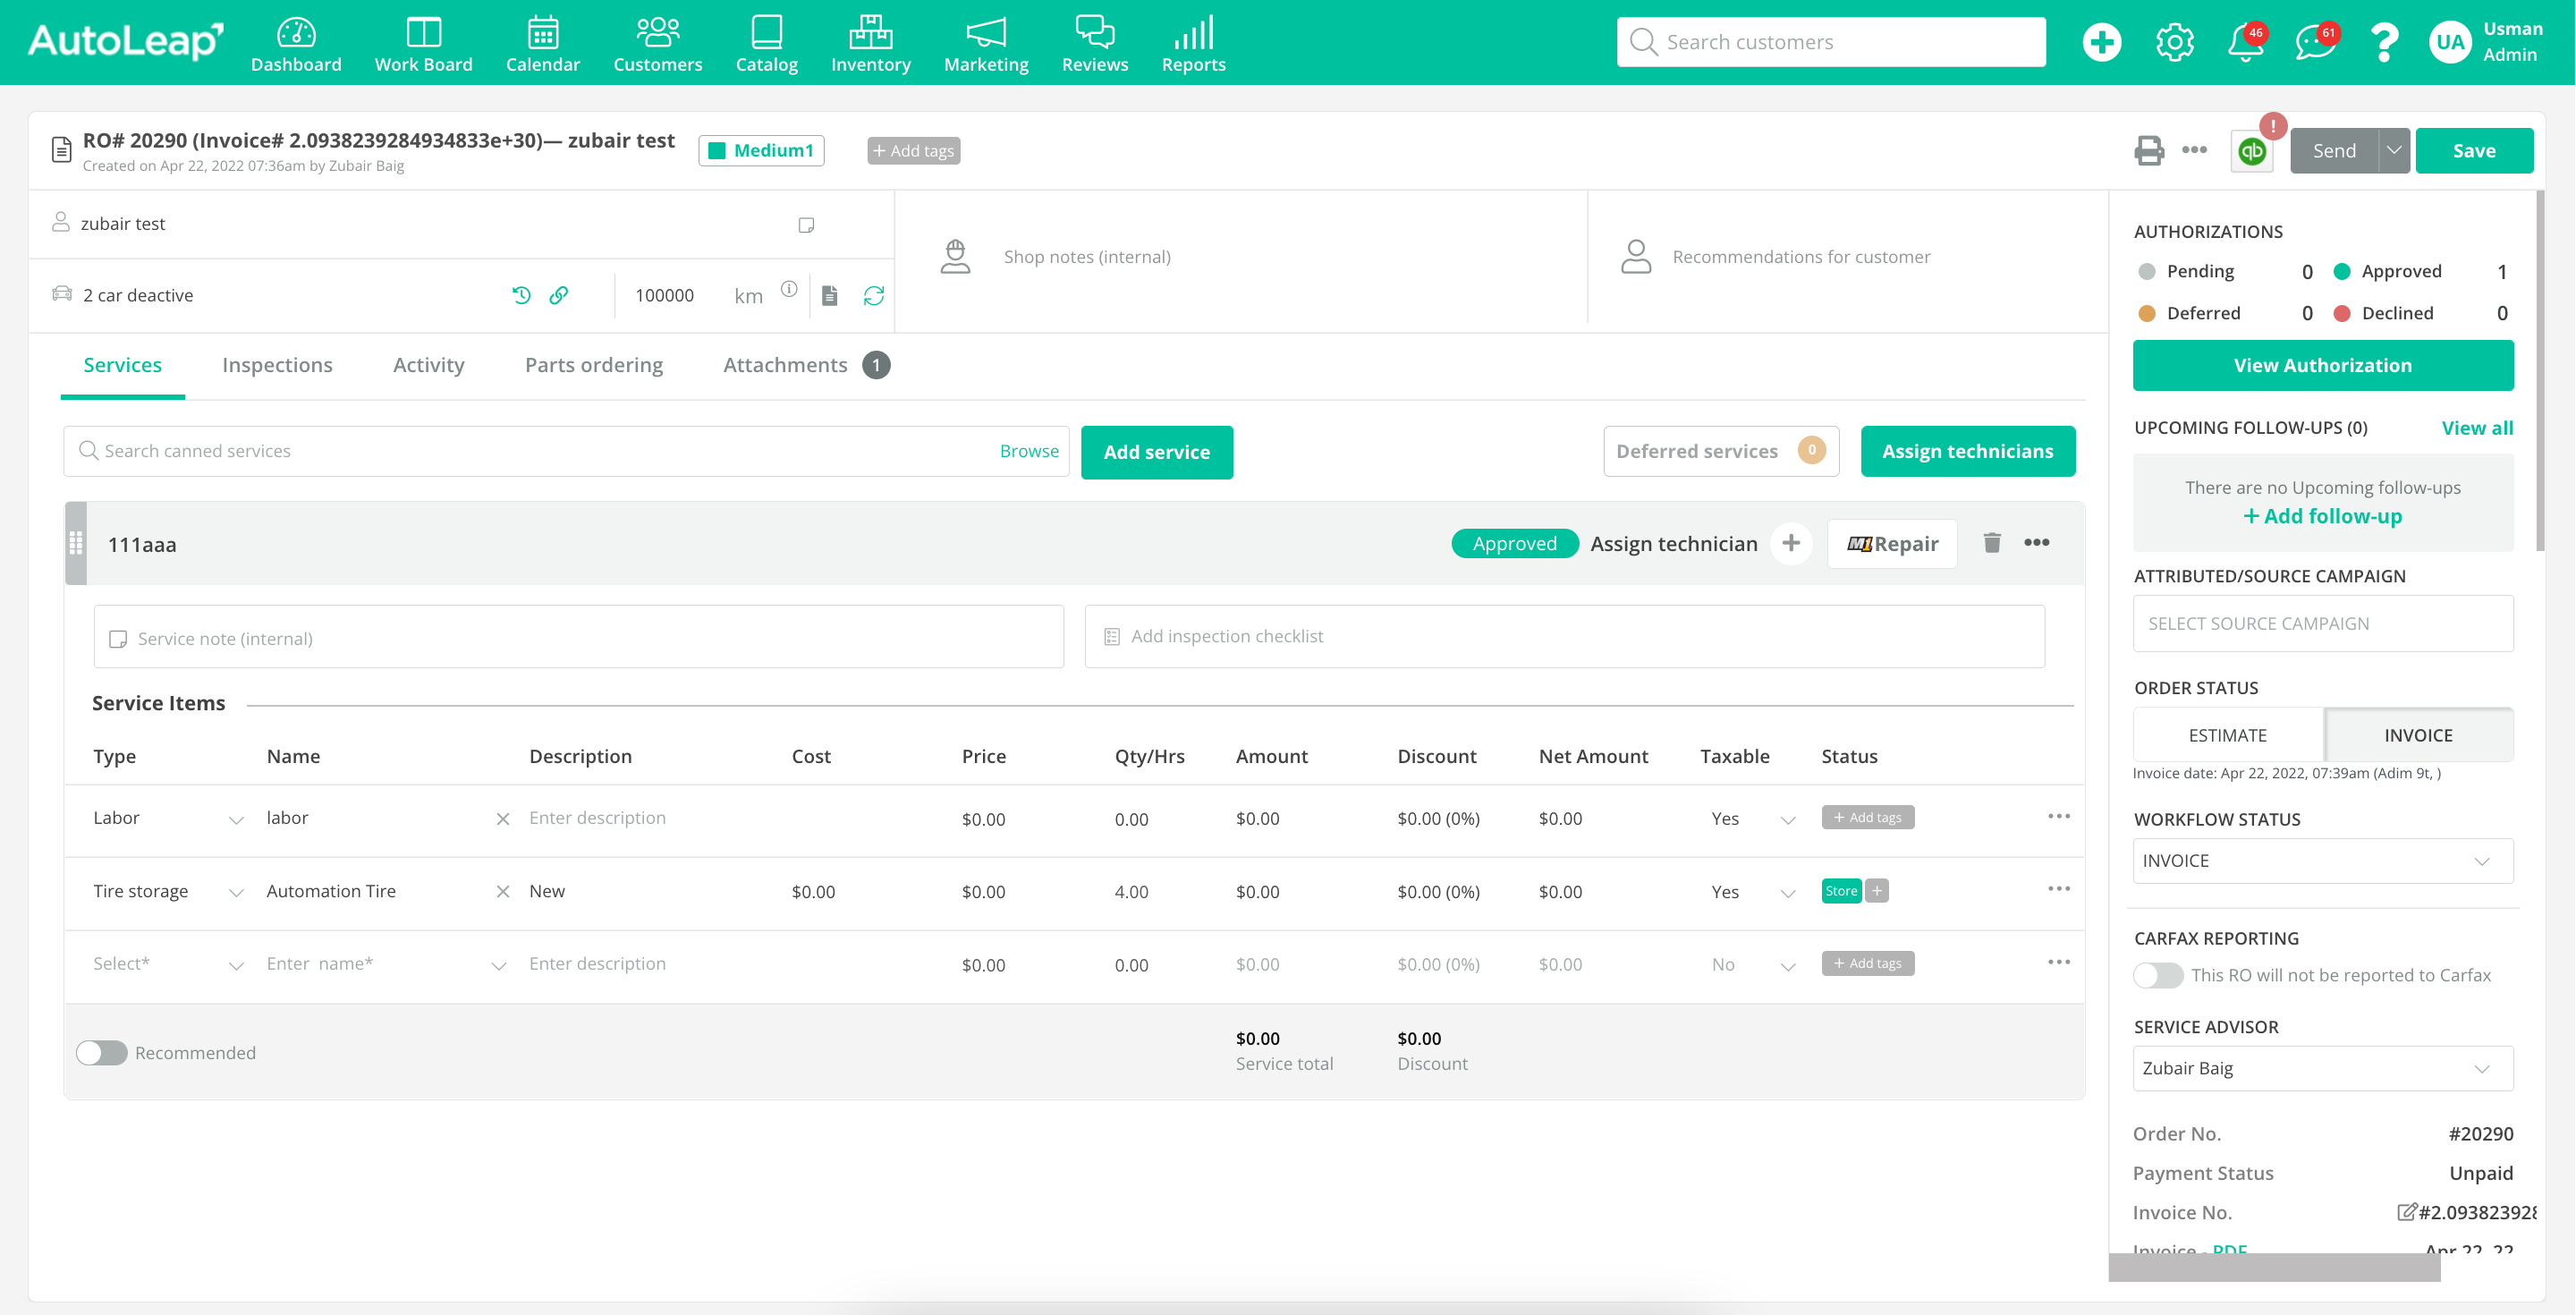 AutoLeap
Dashboard
Work Board
Calendar
Customers
Catalog
Inventory
Marketing
Reviews
Reports
Search customers
46
61
UA
Usman
Admin
RO# 20290 (Invoice# 2.0938239284934833e+30)— zubair test
Created on Apr 22, 2022 07:36am by Zubair Baig
Medium1
+ Add tags
qb
!
Send
Save
zubair test
2 car deactive
100000
km
Shop notes (internal)
Recommendations for customer
Services
Inspections
Activity
Parts ordering
Attachments 1
Search canned services
Browse
Add service
Deferred services 0
Assign technicians
111aaa
Approved
Assign technician
+
M1 Repair
Service note (internal)
Add inspection checklist
Service Items
Type Name Description Cost Price Qty/Hrs Amount Discount Net Amount Taxable Status
Labor labor Enter description $0.00 0.00 $0.00 $0.00 (0%) $0.00 Yes + Add tags
Tire storage Automation Tire New $0.00 $0.00 4.00 $0.00 $0.00 (0%) $0.00 Yes Store +
Select* Enter name* Enter description $0.00 0.00 $0.00 $0.00 (0%) $0.00 No + Add tags
Recommended
$0.00 $0.00
Service total Discount
AUTHORIZATIONS
Pending 0 Approved 1
Deferred 0 Declined 0
View Authorization
UPCOMING FOLLOW-UPS (0) View all
There are no Upcoming follow-ups
+ Add follow-up
ATTRIBUTED/SOURCE CAMPAIGN
SELECT SOURCE CAMPAIGN
ORDER STATUS
ESTIMATE INVOICE
Invoice date: Apr 22, 2022, 07:39am (Adim 9t, )
WORKFLOW STATUS
INVOICE
CARFAX REPORTING
This RO will not be reported to Carfax
SERVICE ADVISOR
Zubair Baig
Order No. #20290
Payment Status Unpaid
Invoice No. #2.09382392
Invoice - PDF Apr 22, 22